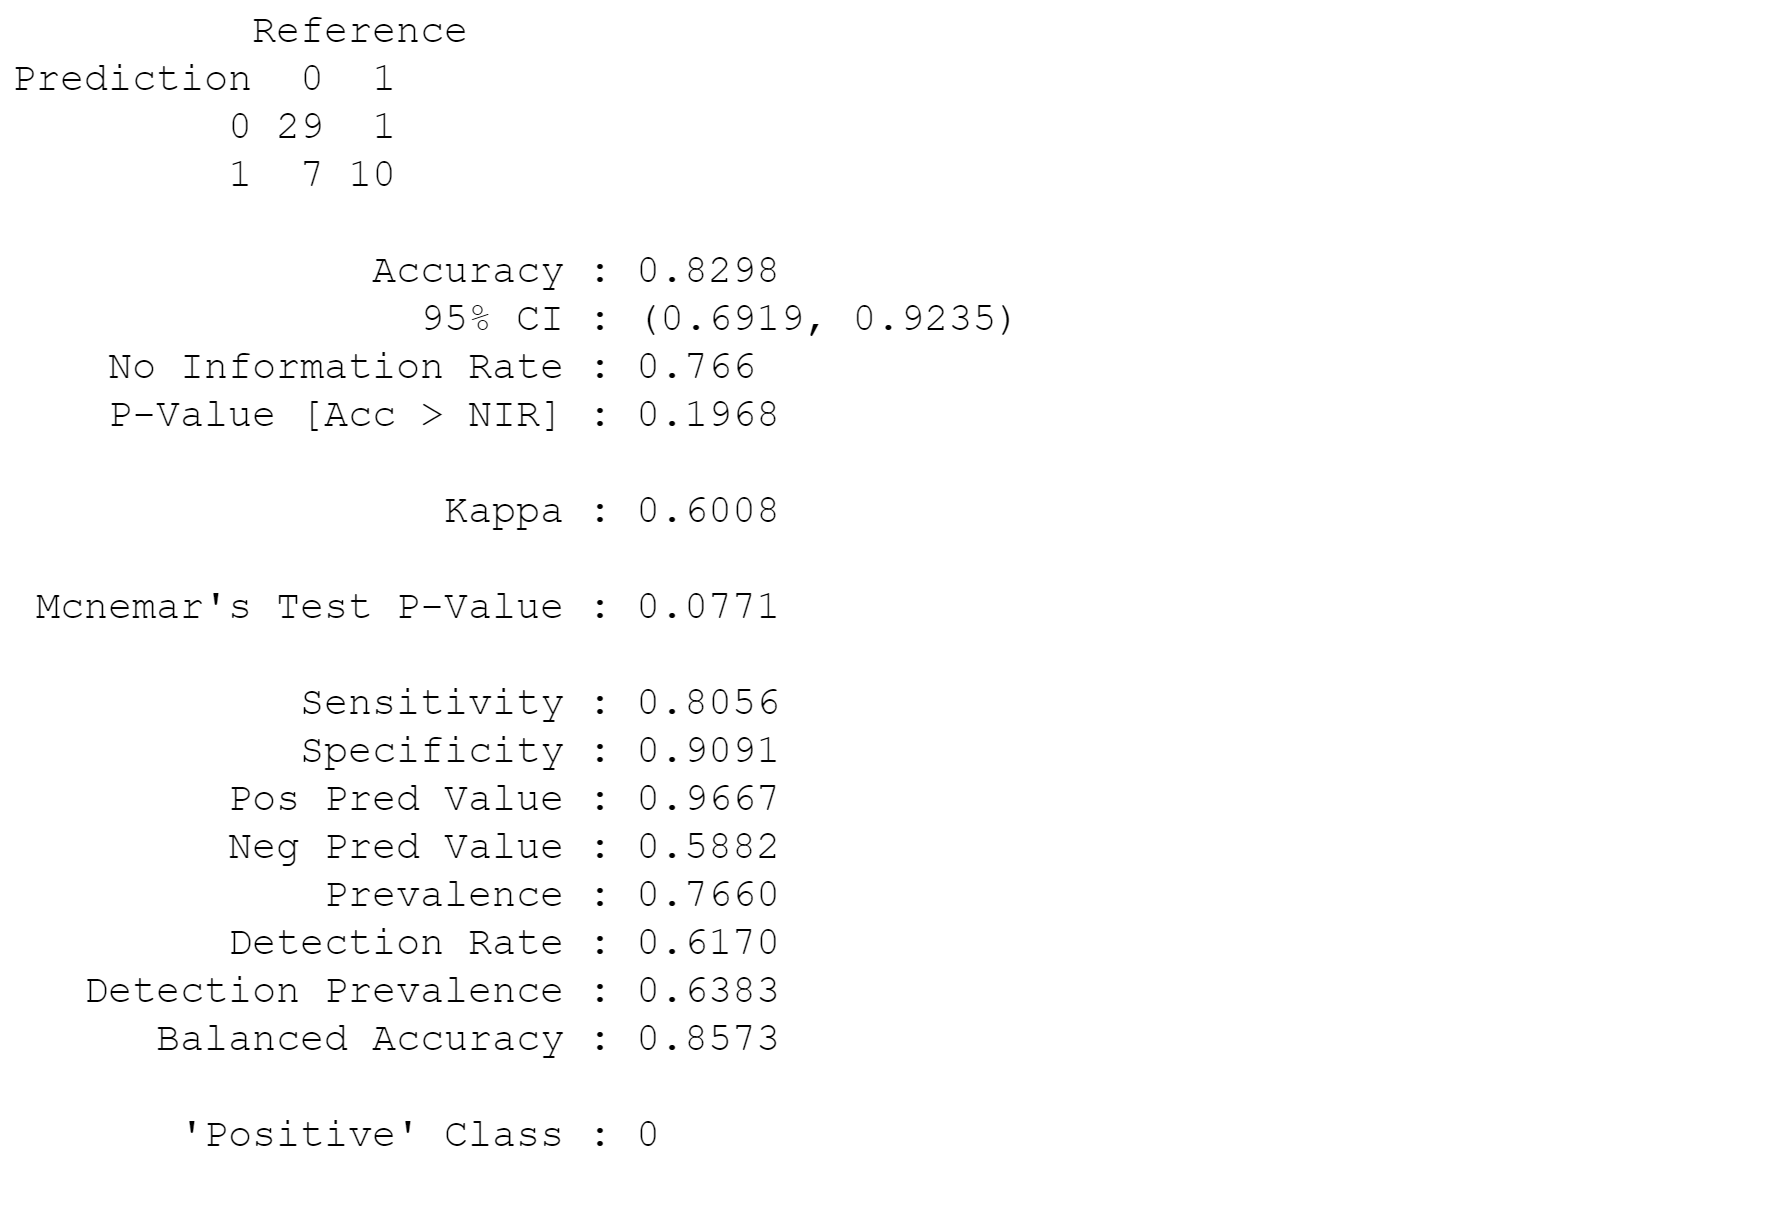 Reference
Prediction 0 1
0 29 1
1 7 10
Accuracy : 0.8298
95% CI : (0.6919, 0.9235)
No Information Rate : 0.766
P-Value [Acc > NIR] : 0.1968
Kappa : 0.6008
Mcnemar's Test P-Value : 0.0771
Sensitivity : 0.8056
Specificity : 0.9091
Pos Pred Value : 0.9667
Neg Pred Value : 0.5882
Prevalence : 0.7660
Detection Rate : 0.6170
Detection Prevalence : 0.6383
Balanced Accuracy : 0.8573
'Positive' Class : 0